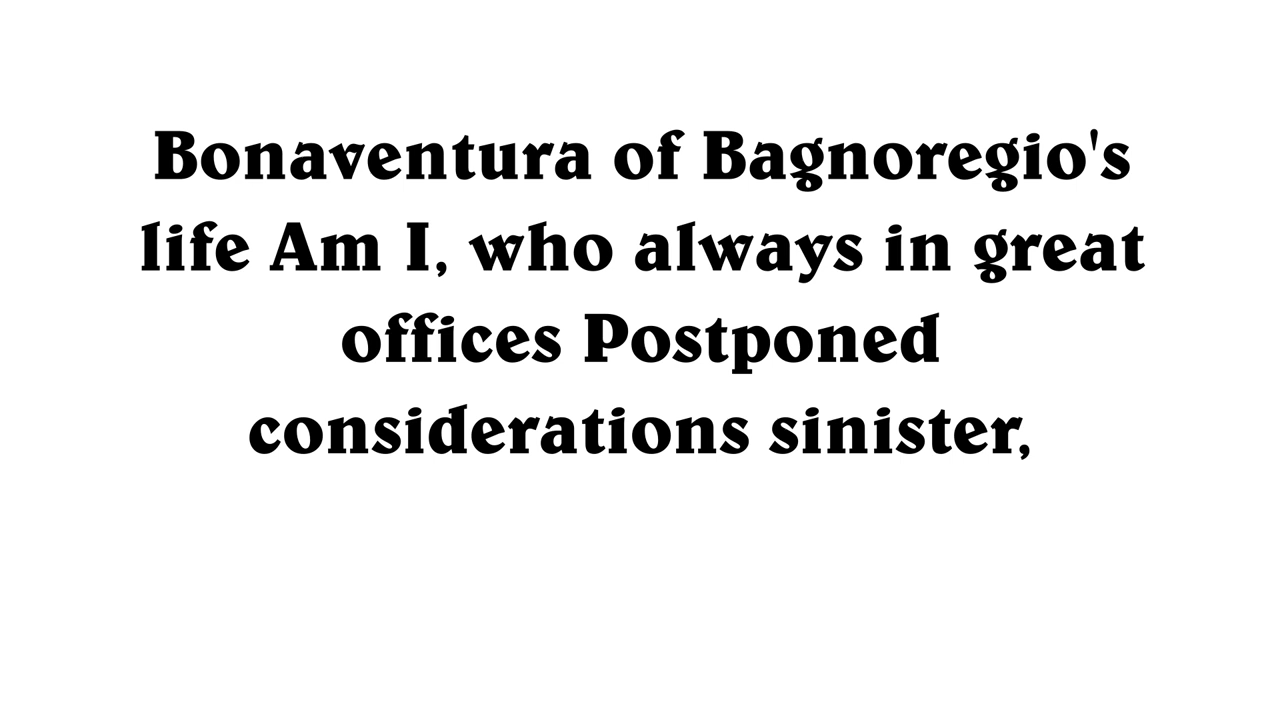 Bonaventura of Bagnoregio's
life Am I, who always in great
offices Postponed
considerations sinister,